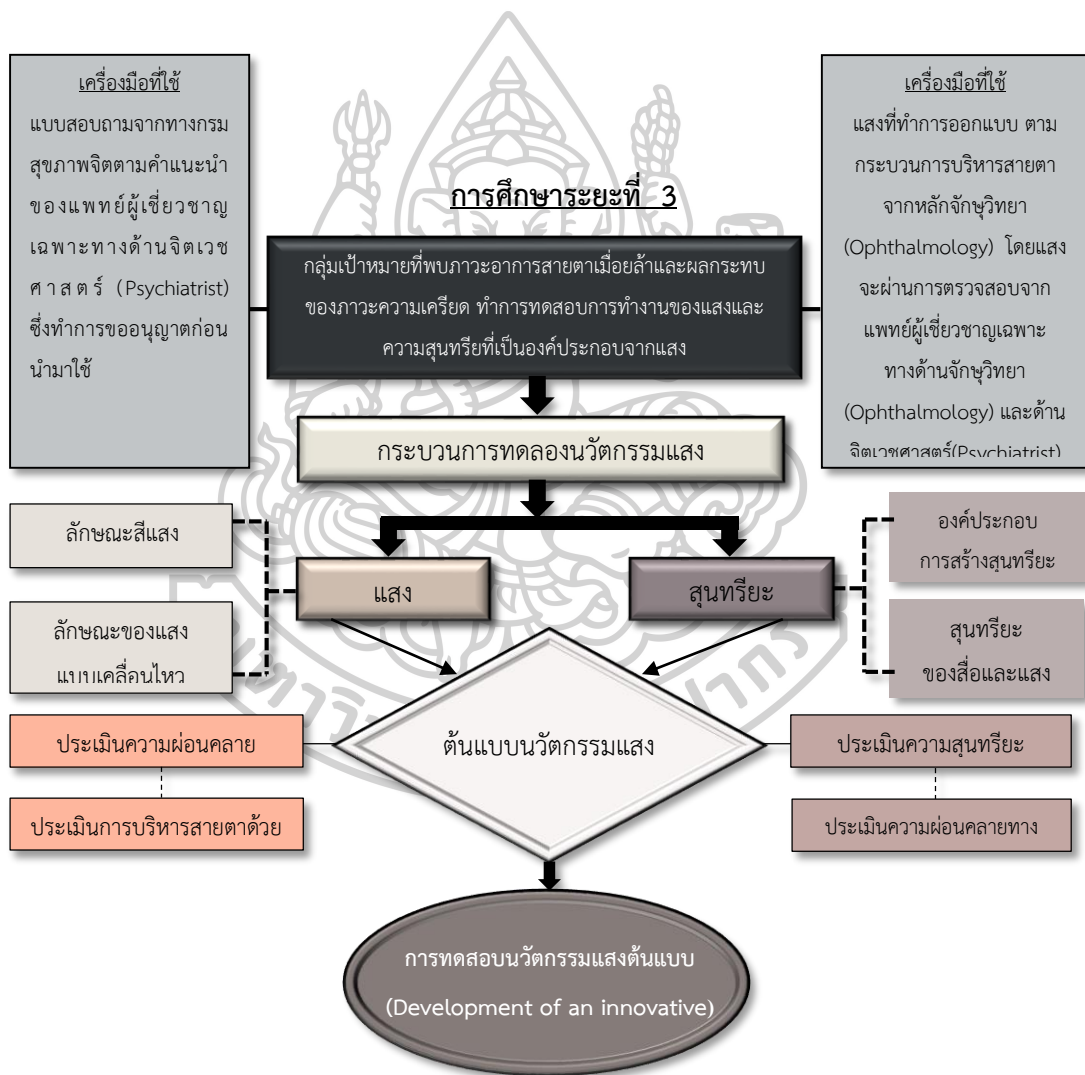 เครื่องมือที่ใช้
แบบสอบถามจากทางกรม
สุขภาพจิตตามคำแนะนำ
ของแพทย์ผู้เชี่ยวชาญ
เฉพาะทางด้านจิตเวช
ศาสตร์ (Psychiatrist)
ซึ่งทำการขออนุญาตก่อน
นำมาใช้
การศึกษาระยะที่ 3
กลุ่มเป้าหมายที่พบภาวะอาการสายตาเมื่อยล้าและผลกระทบ
ของภาวะความเครียด ทำการทดสอบการทำงานของแสงและ
ความสุนทรียที่เป็นองค์ประกอบจากแสง
เครื่องมือที่ใช้
แสงที่ทำการออกแบบ ตาม
กระบวนการบริหารสายตา
จากหลักจักษุวิทยา
(Ophthalmology) โดยแสง
จะผ่านการตรวจสอบจาก
แพทย์ผู้เชี่ยวชาญเฉพาะ
ทางด้านจักษุวิทยา
(Ophthalmology) และด้าน
จิตเวชศาสตร์(Psychiatrist)
กระบวนการทดลองนวัตกรรมแสง
ลักษณะสีแสง
ลักษณะของแสง
แบบเคลื่อนไหว
แสง
สุนทรียะ
องค์ประกอบ
การสร้างสุนทรียะ
สุนทรียะ
ของสื่อและแสง
ประเมินความผ่อนคลาย
ประเมินการบริหารสายตาด้วย
ต้นแบบนวัตกรรมแสง
ประเมินความสุนทรียะ
ประเมินความผ่อนคลายทาง
การทดสอบนวัตกรรมแสงต้นแบบ
(Development of an innovative)